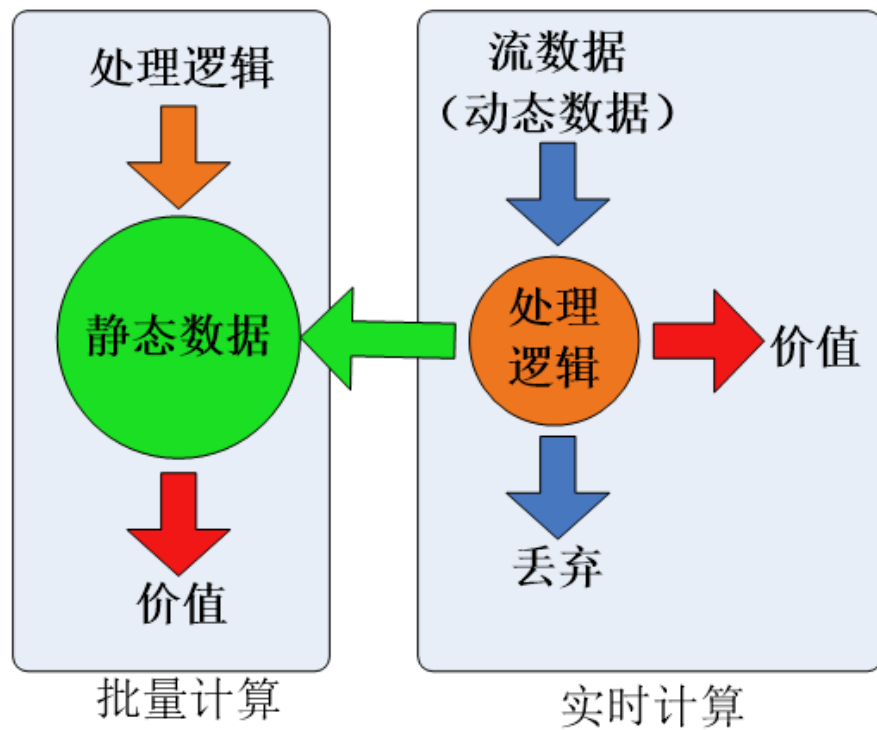 处理逻辑
静态数据
价值
批量计算
流数据
（动态数据）
处理
逻辑
价值
丢弃
实时计算